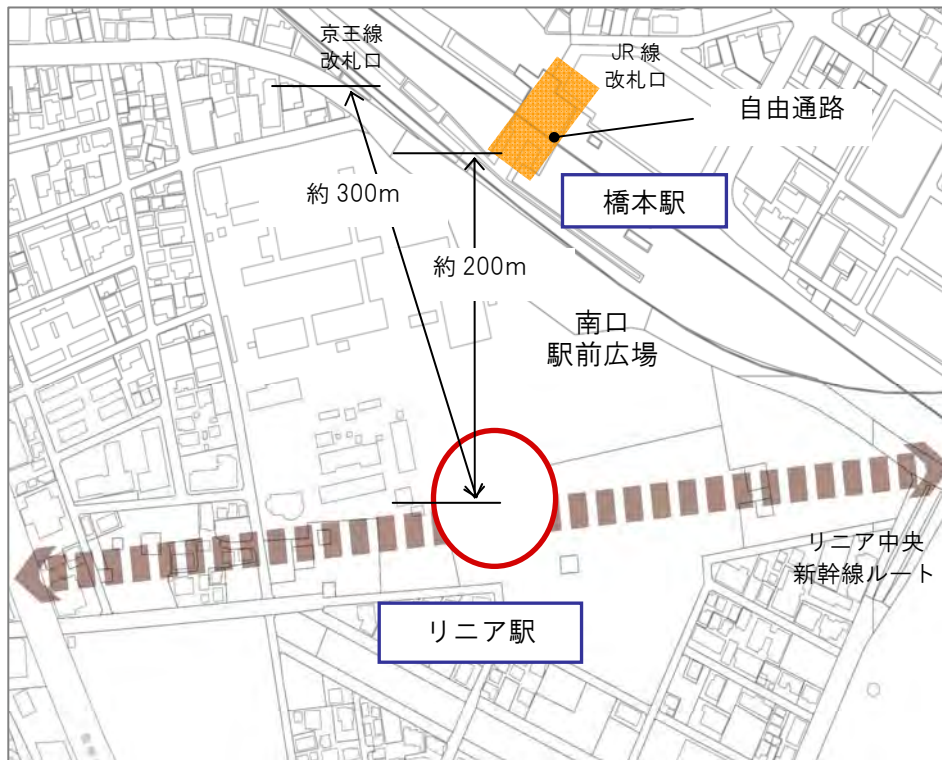 京王線
改札口
JR線
改札口
自由通路
約300m
橋本駅
約200m
南口
駅前広場
リニア中央
新幹線ルート
リニア駅